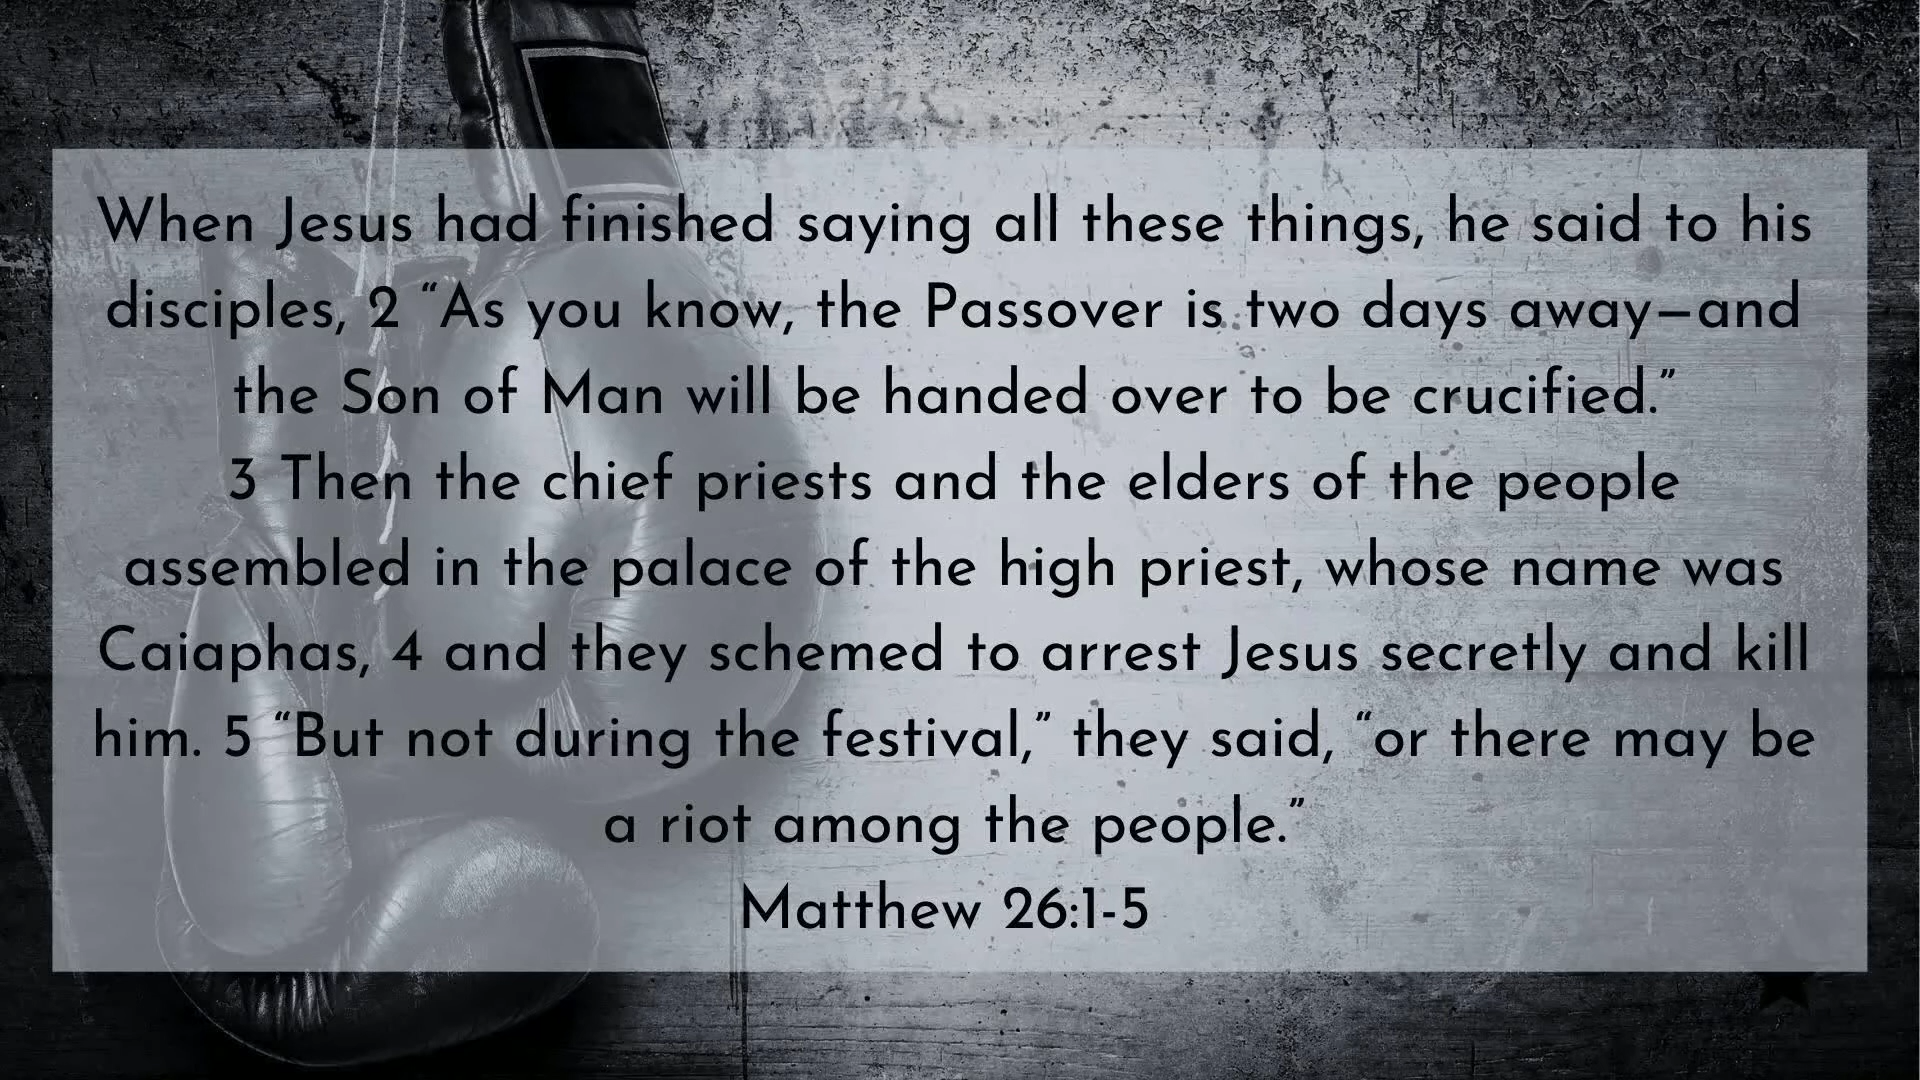 When Jesus had finished saying all these things, he said to his
disciples, 2 “As you know, the Passover is two days away—and
the Son of Man will be handed over to be crucified.”
3 Then the chief priests and the elders of the people
assembled in the palace of the high priest, whose name was
Caiaphas, 4 and they schemed to arrest Jesus secretly and kill
him. 5 “But not during the festival,” they said, “or there may be
a riot among the people.”
Matthew 26:1-5